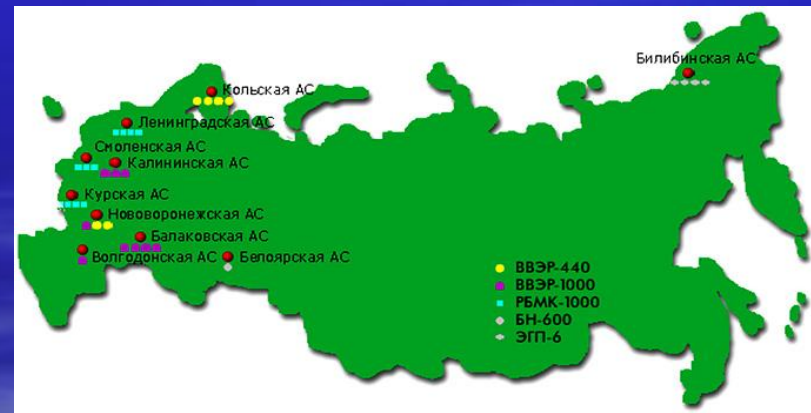 Билибинская АС
Кольская АС
Ленинградская АС
Смоленская АС
Калининская АС
Курская АС
Нововоронежская АС
Балаковская АС
Волгодонская АС
Белоярская АС
ВВЭР-440
ВВЭР-1000
РБМК-1000
БН-600
ЭГП-6